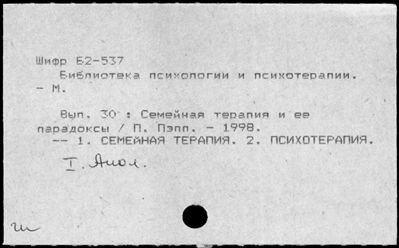 Шифр Б2-537
Библиотека психологии и психотерапии.
- М.
Вып. 30 : Семейная терапия и ее
парадоксы / П. Пэпп. - 1998.
-- 1. СЕМЕЙНАЯ ТЕРАПИЯ. 2. ПСИХОТЕРАПИЯ.
I.